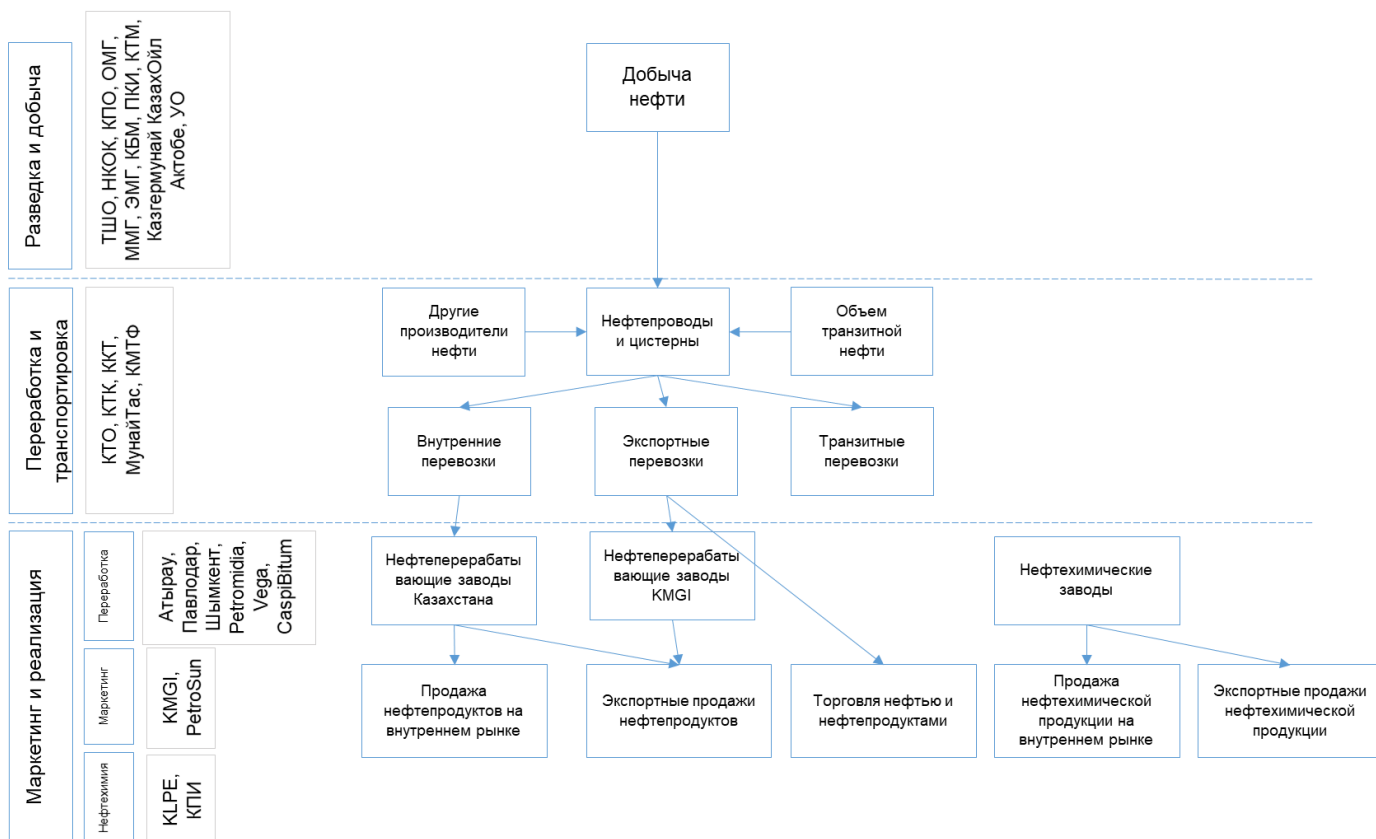 Разведка и добыча
ТШО, НКОК, КПО, ОМГ,
ММГ, ЭМГ, КБМ, ПКИ, КТМ,
Казгермунай КазахОйл
Актобе, УО
Добыча
нефти
Переработка и
транспортировка
КТО, КТК, ККТ,
МунайТас, КМТФ
Другие
производители
нефти
Нефтепроводы
и цистерны
Объем
транзитной
нефти
Внутренние
перевозки
Экспортные
перевозки
Транзитные
перевозки
Маркетинг и реализация
Переработка
Атырау,
Павлодар,
Шымкент,
Petromidia,
Vega,
CaspiBitum
Нефтеперерабаты
вающие заводы
Казахстана
Нефтеперерабаты
вающие заводы
KMGI
Нефтехимические
заводы
Маркетинг
KMGI,
PetroSun
Продажа
нефтепродуктов на
внутреннем рынке
Экспортные продажи
нефтепродуктов
Торговля нефтью и
нефтепродуктами
Продажа
нефтехимической
продукции на
внутреннем рынке
Экспортные продажи
нефтехимической
продукции
Нефтехимия
KLPE,
КПИ